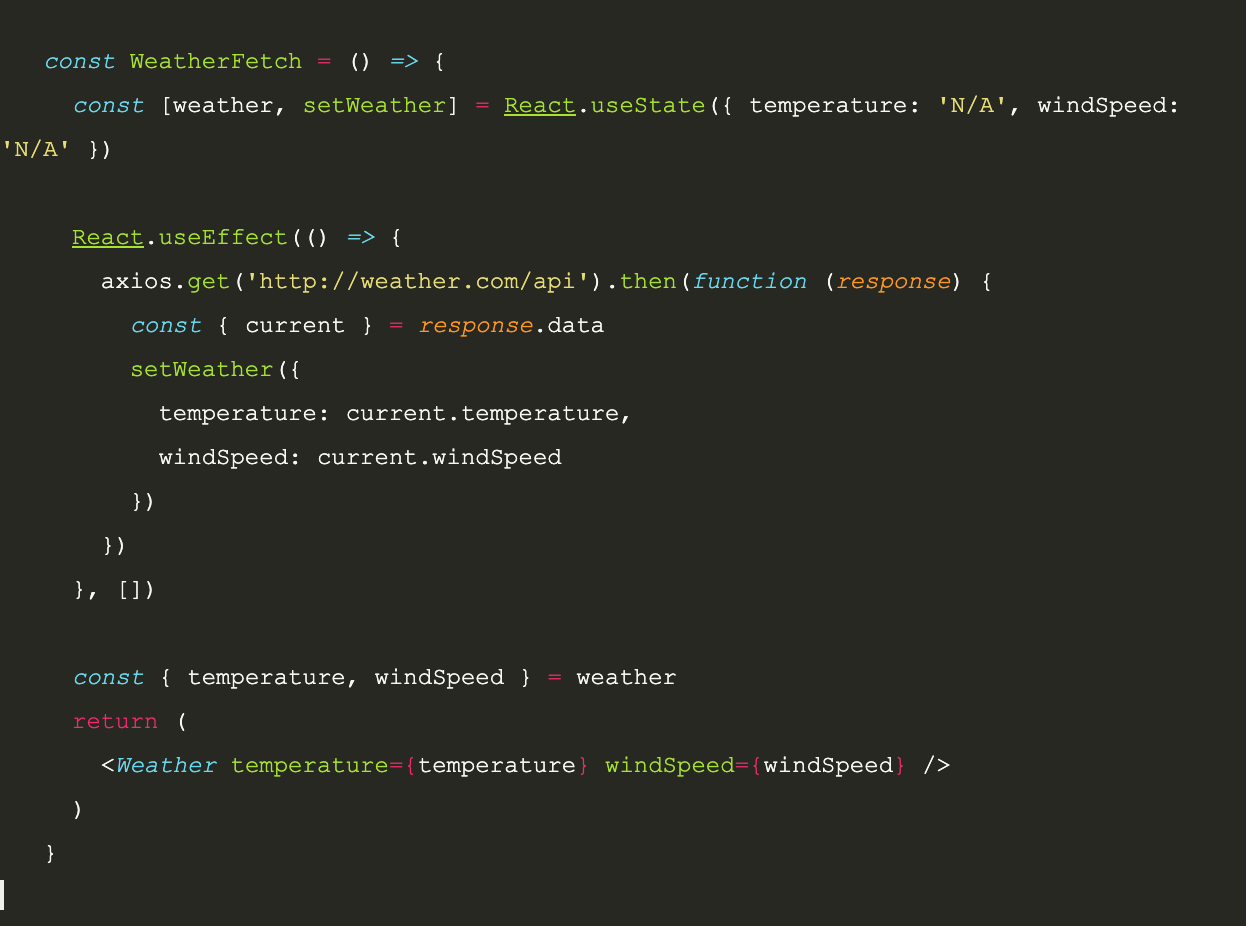 const WeatherFetch = () => {
const [weather, setWeather] = React.useState({ temperature: 'N/A', windSpeed:
'N/A' })
React.useEffect(() => {
axios.get('http://weather.com/api').then(function (response) {
const { current } = response.data
setWeather({
temperature: current.temperature,
windSpeed: current.windSpeed
})
})
}, [])
const { temperature, windSpeed } = weather
return (
<Weather temperature={temperature} windSpeed={windSpeed} />
)
}